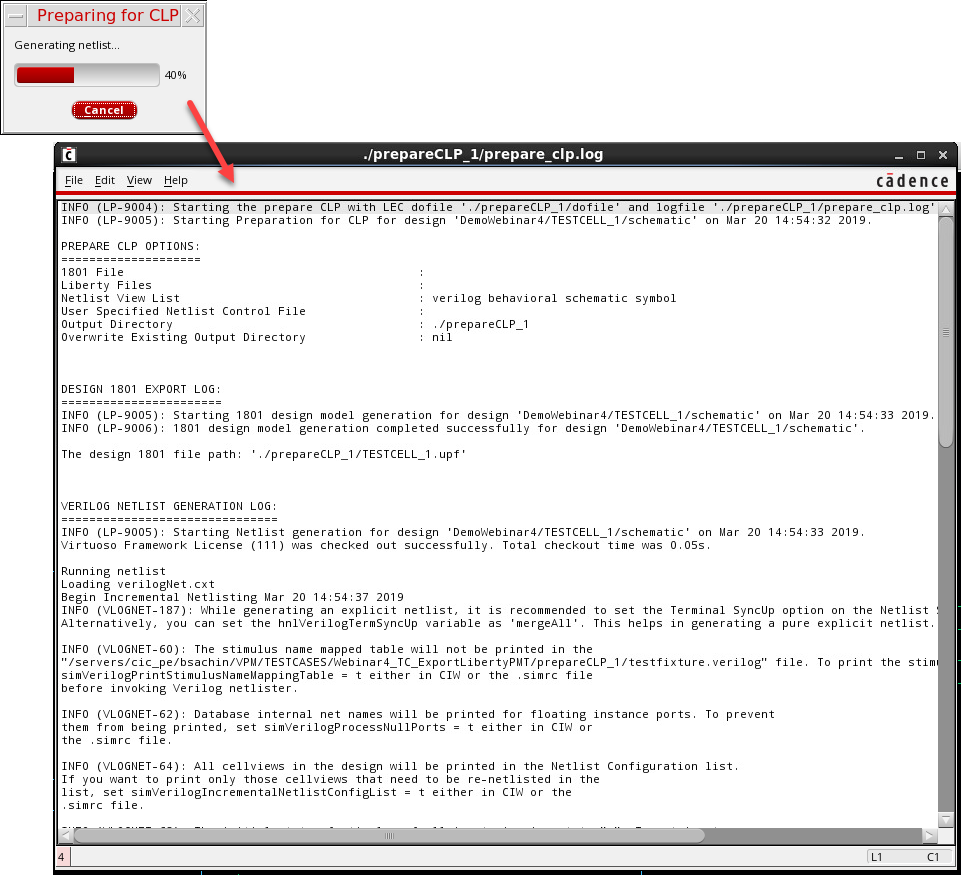 Preparing for CLP
Generating netlist...
40%
Cancel
./prepareCLP_1/prepare_clp.log
File Edit View Help
cādence
INFO (LP-9004): Starting the prepare CLP with LEC dofile './prepareCLP_1/dofile' and logfile './prepareCLP_1/prepare_clp.log'
INFO (LP-9005): Starting Preparation for CLP for design 'DemoWebinar4/TESTCELL_1/schematic' on Mar 20 14:54:32 2019.
PREPARE CLP OPTIONS:
====================
1801 File :
Liberty Files :
Netlist View List : verilog behavioral schematic symbol
User Specified Netlist Control File :
Output Directory : ./prepareCLP_1
Overwrite Existing Output Directory : nil
DESIGN 1801 EXPORT LOG:
=======================
INFO (LP-9005): Starting 1801 design model generation for design 'DemoWebinar4/TESTCELL_1/schematic' on Mar 20 14:54:33 2019.
INFO (LP-9006): 1801 design model generation completed successfully for design 'DemoWebinar4/TESTCELL_1/schematic'.
The design 1801 file path: './prepareCLP_1/TESTCELL_1.upf'
VERILOG NETLIST GENERATION LOG:
===============================
INFO (LP-9005): Starting Netlist generation for design 'DemoWebinar4/TESTCELL_1/schematic' on Mar 20 14:54:33 2019.
Virtuoso Framework License (111) was checked out successfully. Total checkout time was 0.05s.
Running netlist
Loading verilogNet.cxt
Begin Incremental Netlisting Mar 20 14:54:37 2019
INFO (VLOGNET-187): While generating an explicit netlist, it is recommended to set the Terminal SyncUp option on the Netlist
Alternatively, you can set the hnlVerilogTermSyncUp variable as 'mergeAll'. This helps in generating a pure explicit netlist.
INFO (VLOGNET-60): The stimulus name mapped table will not be printed in the
"/servers/cic_pe/bsachin/VPM/TESTCASES/Webinar4_TC_ExportLibertyPMT/prepareCLP_1/testfixture.verilog" file. To print the
simVerilogPrintStimulusNameMappingTable = t either in CIW or the .simrc file
before invoking Verilog netlister.
INFO (VLOGNET-62): Database internal net names will be printed for floating instance ports. To prevent
them from being printed, set simVerilogProcessNullPorts = t either in CIW or
the .simrc file.
INFO (VLOGNET-64): All cellviews in the design will be printed in the Netlist Configuration list.
If you want to print only those cellviews that need to be re-netlisted in the
list, set simVerilogIncrementalNetlistConfigList = t either in CIW or the
.simrc file.
4
L1 C1